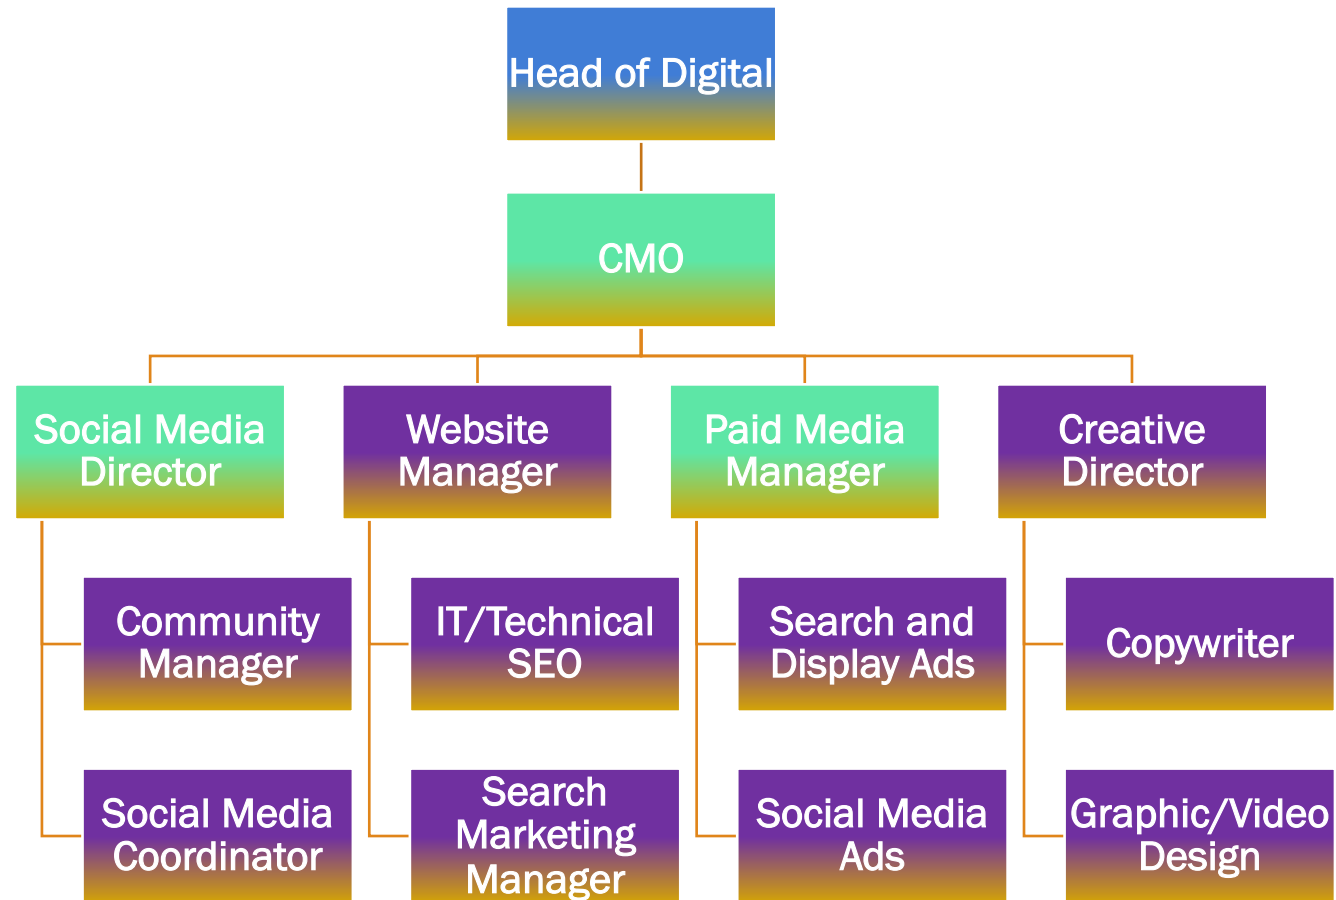 Head of Digital
CMO
Social Media
Director
Website
Manager
Paid Media
Manager
Creative
Director
Community
Manager
IT/Technical
SEO
Search and
Display Ads
Copywriter
Social Media
Coordinator
Search
Marketing
Manager
Social Media
Ads
Graphic/Video
Design